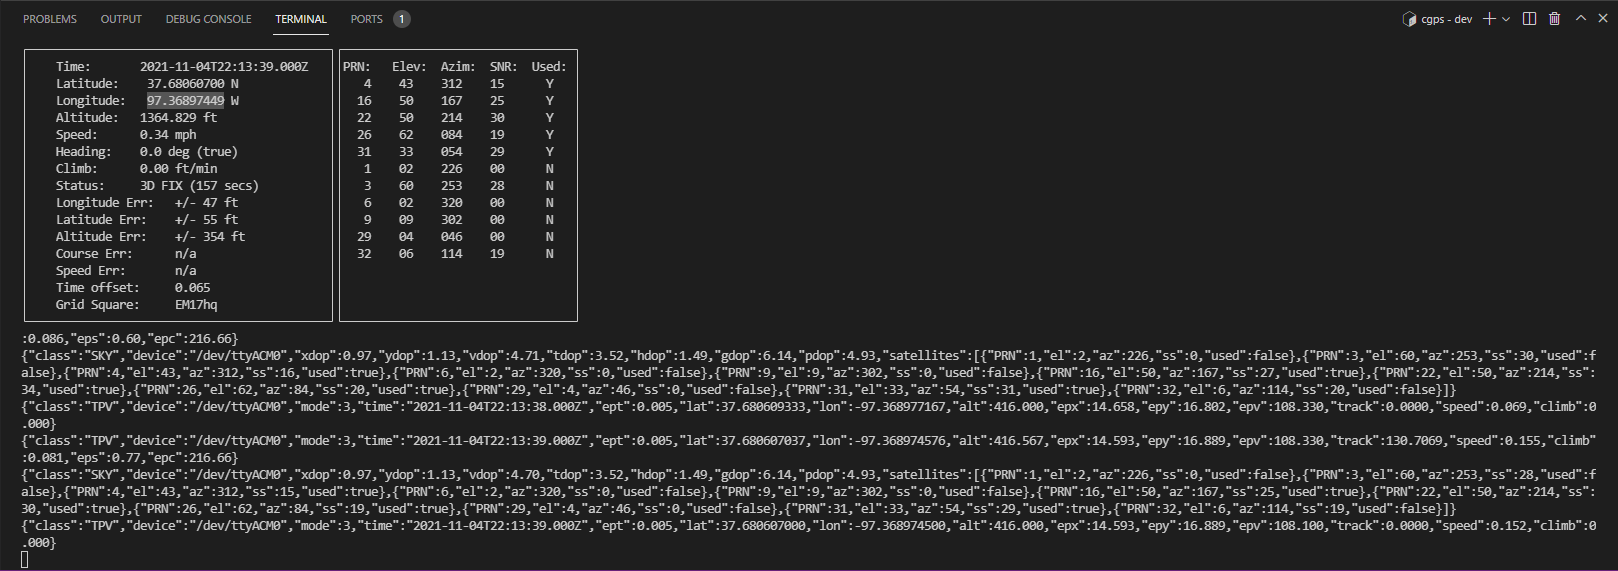 PROBLEMS OUTPUT DEBUG CONSOLE TERMINAL PORTS 1 cgps - dev
Time: 2021-11-04T22:13:39.000Z PRN: Elev: Azim: SNR: Used:
Latitude: 37.68060700 N 4 43 312 15 Y
Longitude: 97.36897449 W 16 50 167 25 Y
Altitude: 1364.829 ft 22 50 214 30 Y
Speed: 0.34 mph 26 62 084 19 Y
Heading: 0.0 deg (true) 31 33 054 29 Y
Climb: 0.00 ft/min 1 02 226 00 N
Status: 3D FIX (157 secs) 3 60 253 28 N
Longitude Err: +/- 47 ft 6 02 320 00 N
Latitude Err: +/- 55 ft 9 09 302 00 N
Altitude Err: +/- 354 ft 29 04 046 00 N
Course Err: n/a 32 06 114 19 N
Speed Err: n/a
Time offset: 0.065
Grid Square: EM17hq
:0.086,"eps":0.60,"epc":216.66}
{"class":"SKY","device":"/dev/ttyACM0","xdop":0.97,"ydop":1.13,"vdop":4.71,"tdop":3.52,"hdop":1.49,"gdop":6.14,"pdop":4.93,"satellites":[{"PRN":1,"el":2,"az":226,"ss":0,"used":false},{"PRN":3,"el":60,"az":253,"ss":30,"used":f
alse},{"PRN":4,"el":43,"az":312,"ss":16,"used":true},{"PRN":6,"el":2,"az":320,"ss":0,"used":false},{"PRN":9,"el":9,"az":302,"ss":0,"used":false},{"PRN":16,"el":50,"az":167,"ss":27,"used":true},{"PRN":22,"el":50,"az":214,"ss":
34,"used":true},{"PRN":26,"el":62,"az":84,"ss":20,"used":true},{"PRN":29,"el":4,"az":46,"ss":0,"used":false},{"PRN":31,"el":33,"az":54,"ss":31,"used":true},{"PRN":32,"el":6,"az":114,"ss":20,"used":false}]}
{"class":"TPV","device":"/dev/ttyACM0","mode":3,"time":"2021-11-04T22:13:38.000Z","ept":0.005,"lat":37.680609333,"lon":-97.368977167,"alt":416.000,"epx":14.658,"epy":16.802,"epv":108.330,"track":0.0000,"speed":0.069,"climb":0
.000}
{"class":"TPV","device":"/dev/ttyACM0","mode":3,"time":"2021-11-04T22:13:39.000Z","ept":0.005,"lat":37.680607037,"lon":-97.368974576,"alt":416.567,"epx":14.593,"epy":16.889,"epv":108.330,"track":130.7069,"speed":0.155,"climb"
:0.081,"eps":0.77,"epc":216.66}
{"class":"SKY","device":"/dev/ttyACM0","xdop":0.97,"ydop":1.13,"vdop":4.70,"tdop":3.52,"hdop":1.49,"gdop":6.14,"pdop":4.93,"satellites":[{"PRN":1,"el":2,"az":226,"ss":0,"used":false},{"PRN":3,"el":60,"az":253,"ss":28,"used":f
alse},{"PRN":4,"el":43,"az":312,"ss":15,"used":true},{"PRN":6,"el":2,"az":320,"ss":0,"used":false},{"PRN":9,"el":9,"az":302,"ss":0,"used":false},{"PRN":16,"el":50,"az":167,"ss":25,"used":true},{"PRN":22,"el":50,"az":214,"ss":
30,"used":true},{"PRN":26,"el":62,"az":84,"ss":19,"used":true},{"PRN":29,"el":4,"az":46,"ss":0,"used":false},{"PRN":31,"el":33,"az":54,"ss":29,"used":true},{"PRN":32,"el":6,"az":114,"ss":19,"used":false}]}
{"class":"TPV","device":"/dev/ttyACM0","mode":3,"time":"2021-11-04T22:13:39.000Z","ept":0.005,"lat":37.680607000,"lon":-97.368974500,"alt":416.000,"epx":14.593,"epy":16.889,"epv":108.100,"track":0.0000,"speed":0.152,"climb":0
.000}